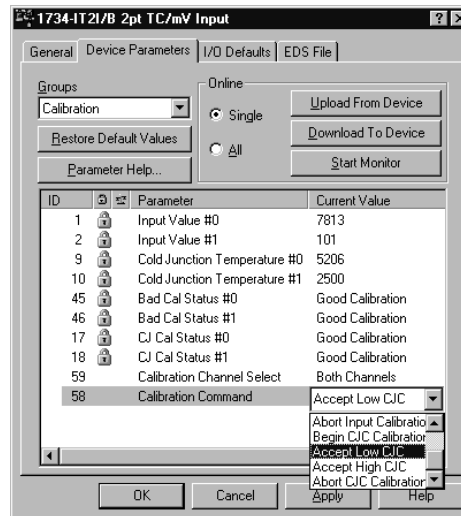 1734-IT2I/B 2pt TC/mV Input
General Device Parameters I/O Defaults EDS File
Groups
Calibration
Restore Default Values
Parameter Help...
Online
Single
All
Upload From Device
Download To Device
Start Monitor
ID Parameter Current Value
1 Input Value #0 7813
2 Input Value #1 101
9 Cold Junction Temperature #0 5206
10 Cold Junction Temperature #1 2500
45 Bad Cal Status #0 Good Calibration
46 Bad Cal Status #1 Good Calibration
17 CJ Cal Status #0 Good Calibration
18 CJ Cal Status #1 Good Calibration
59 Calibration Channel Select Both Channels
58 Calibration Command Accept Low CJC
Abort Input Calibratio
Begin CJC Calibration
Accept Low CJC
Accept High CJC
Abort CJC Calibration
OK Cancel Apply Help